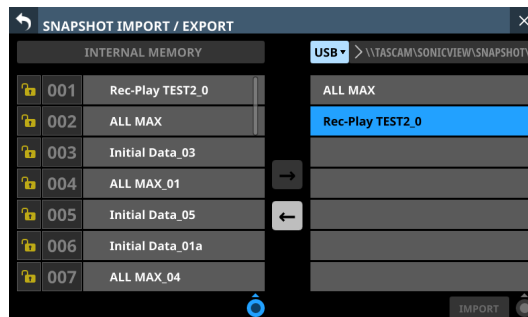 SNAPSHOT IMPORT / EXPORT
INTERNAL MEMORY
USB \\TASCAM\SONICVIEW\SNAPSHOT\
001 Rec-Play TEST2_0
002 ALL MAX
003 Initial Data_03
004 ALL MAX_01
005 Initial Data_05
006 Initial Data_01a
007 ALL MAX_04
ALL MAX
Rec-Play TEST2_0
IMPORT